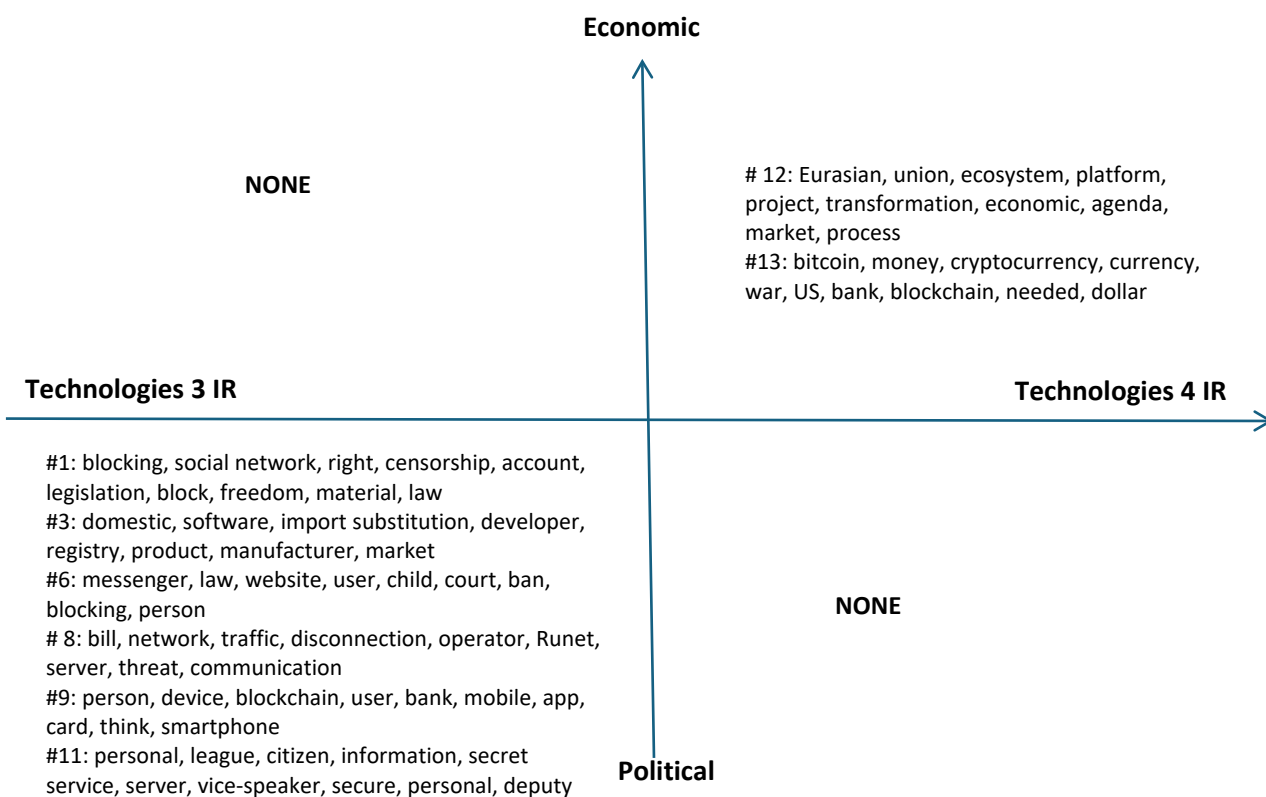 Economic
NONE
# 12: Eurasian, union, ecosystem, platform,
project, transformation, economic, agenda,
market, process
#13: bitcoin, money, cryptocurrency, currency,
war, US, bank, blockchain, needed, dollar
Technologies 3 IR
Technologies 4 IR
#1: blocking, social network, right, censorship, account,
legislation, block, freedom, material, law
#3: domestic, software, import substitution, developer,
registry, product, manufacturer, market
#6: messenger, law, website, user, child, court, ban,
blocking, person
# 8: bill, network, traffic, disconnection, operator, Runet,
server, threat, communication
#9: person, device, blockchain, user, bank, mobile, app,
card, think, smartphone
#11: personal, league, citizen, information, secret
service, server, vice-speaker, secure, personal, deputy
NONE
Political